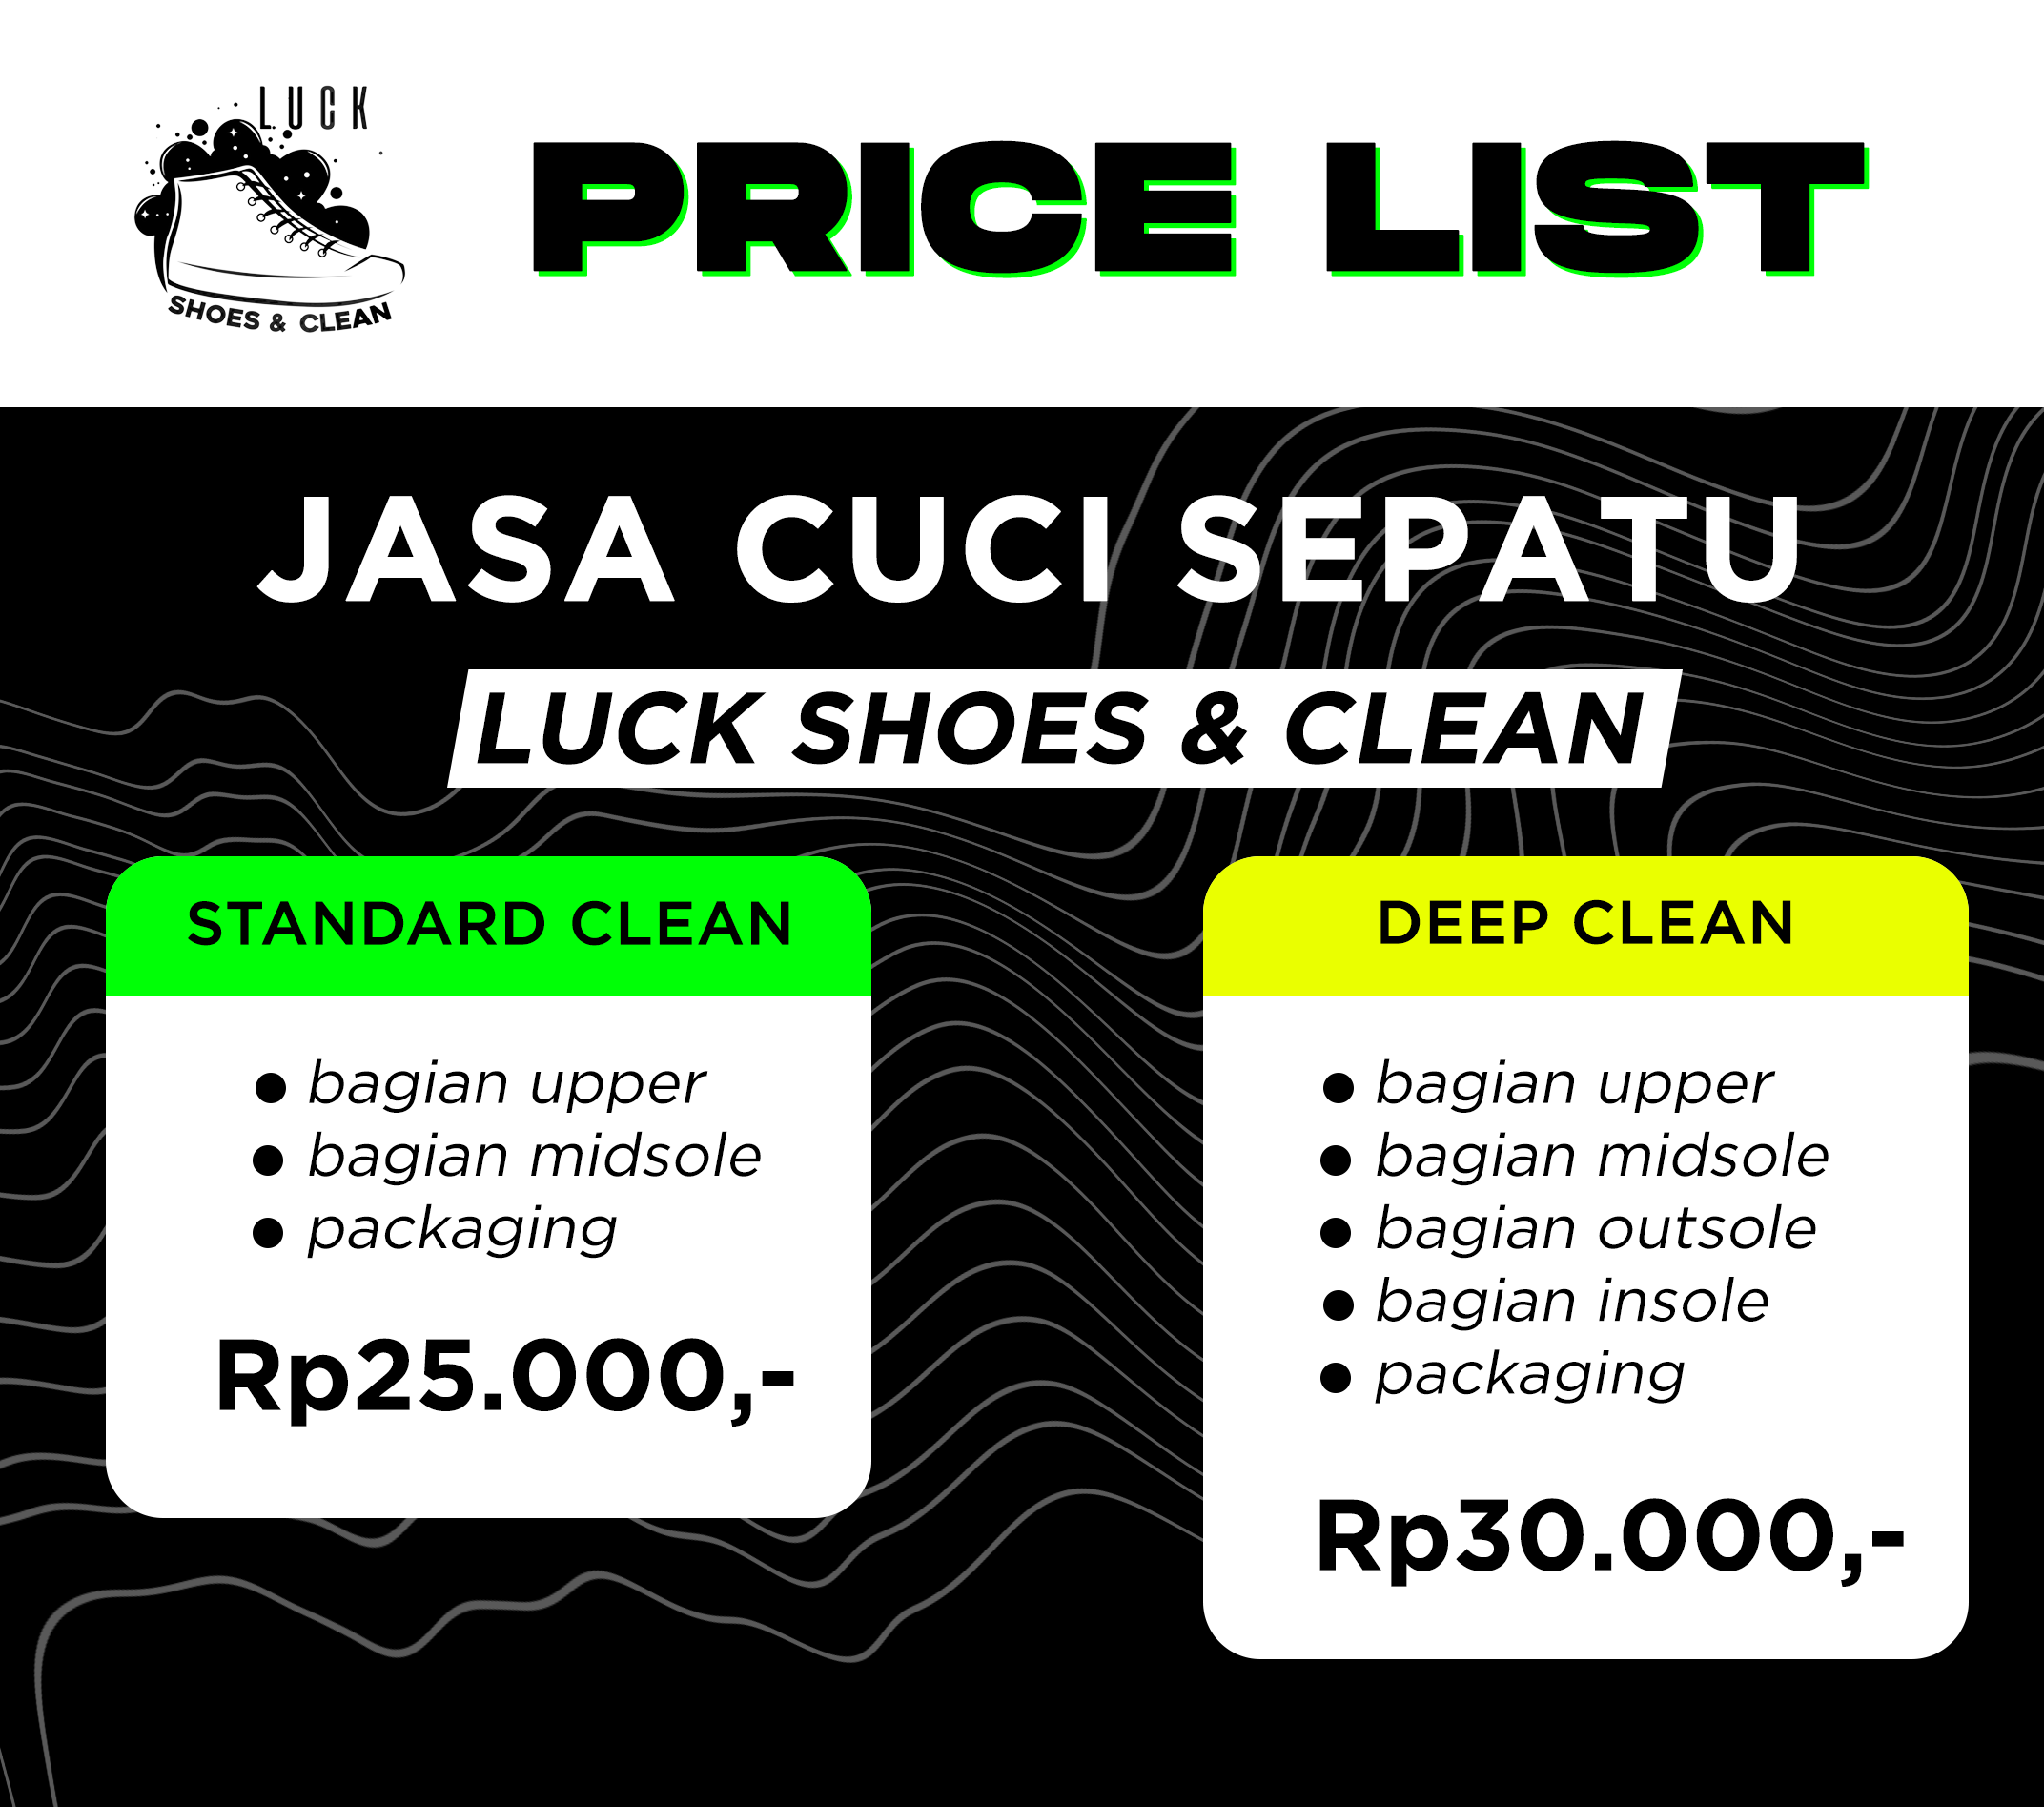 LUCK
SHOES & CLEAN
PRICE LIST
JASA CUCI SEPATU
LUCK SHOES & CLEAN
STANDARD CLEAN
• bagian upper
• bagian midsole
• packaging
Rp25.000,-
DEEP CLEAN
• bagian upper
• bagian midsole
• bagian outsole
• bagian insole
• packaging
Rp30.000,-